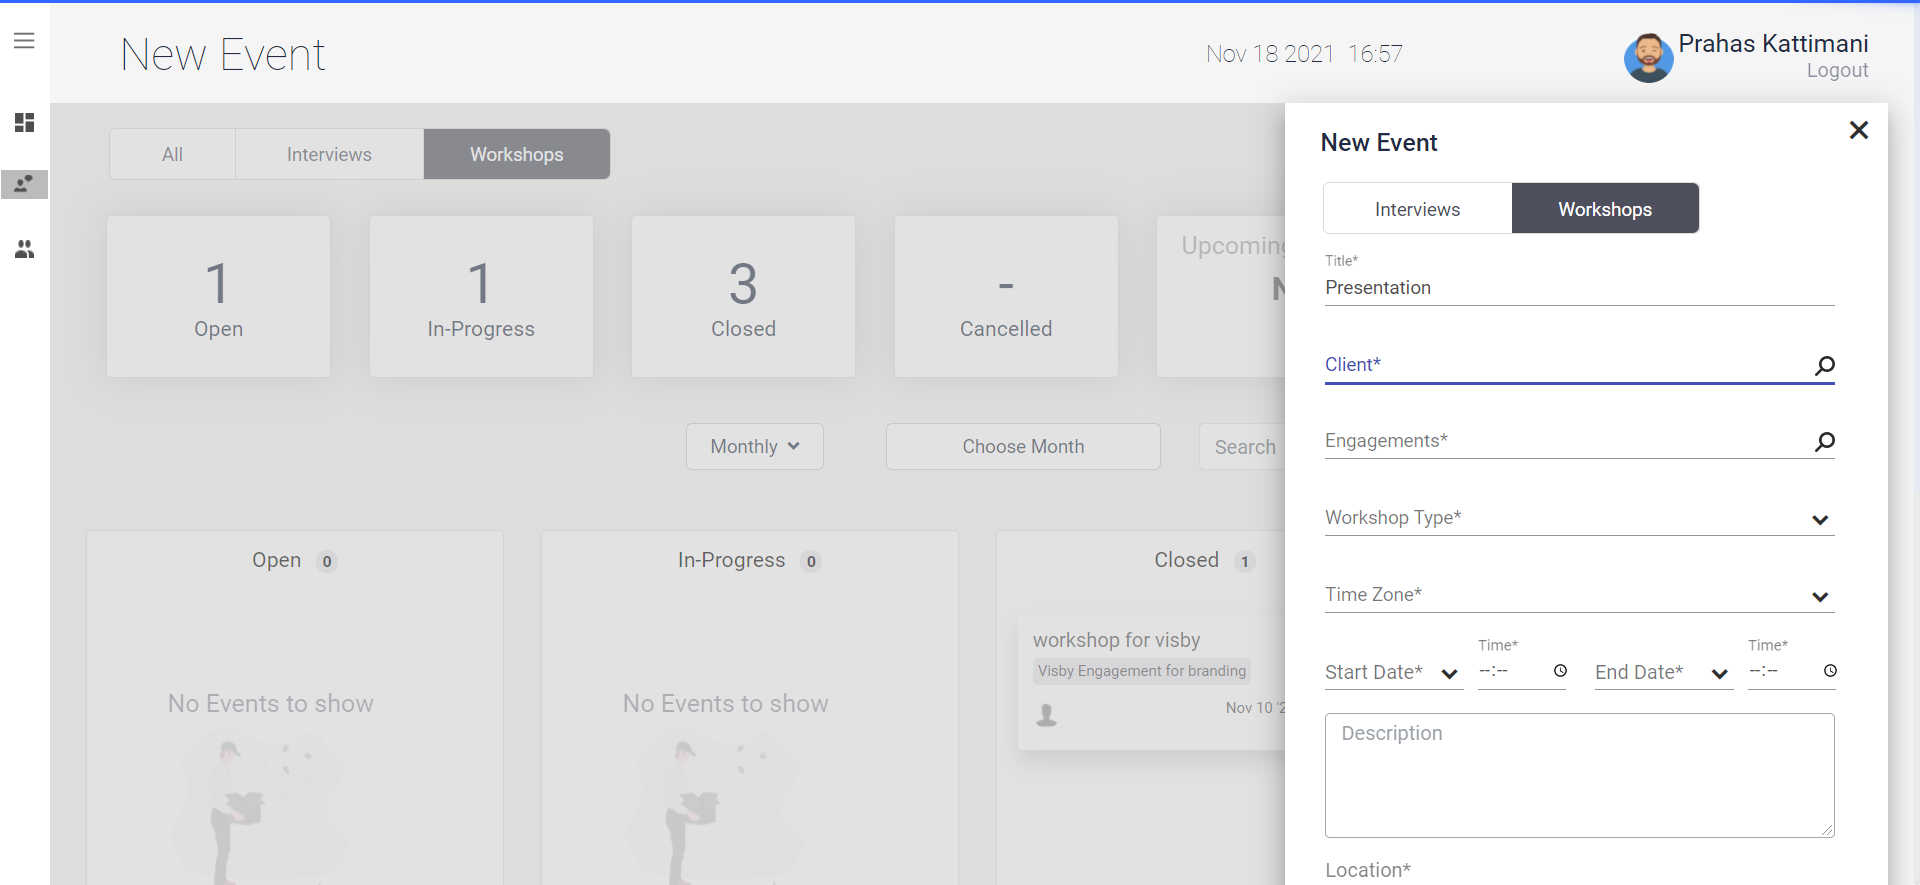 New Event
Nov 18 2021 16:57
Prahas Kattimani
Logout
All
Interviews
Workshops
1
Open
1
In-Progress
3
Closed
-
Cancelled
Upcoming
Monthly
Choose Month
Search
Open 0
No Events to show
In-Progress 0
No Events to show
Closed 1
workshop for visby
Visby Engagement for branding
Nov 10 '2
New Event
Interviews
Workshops
Title*
Presentation
Client*
Engagements*
Workshop Type*
Time Zone*
Start Date*
Time*
--:--
End Date*
Time*
--:--
Description
Location*